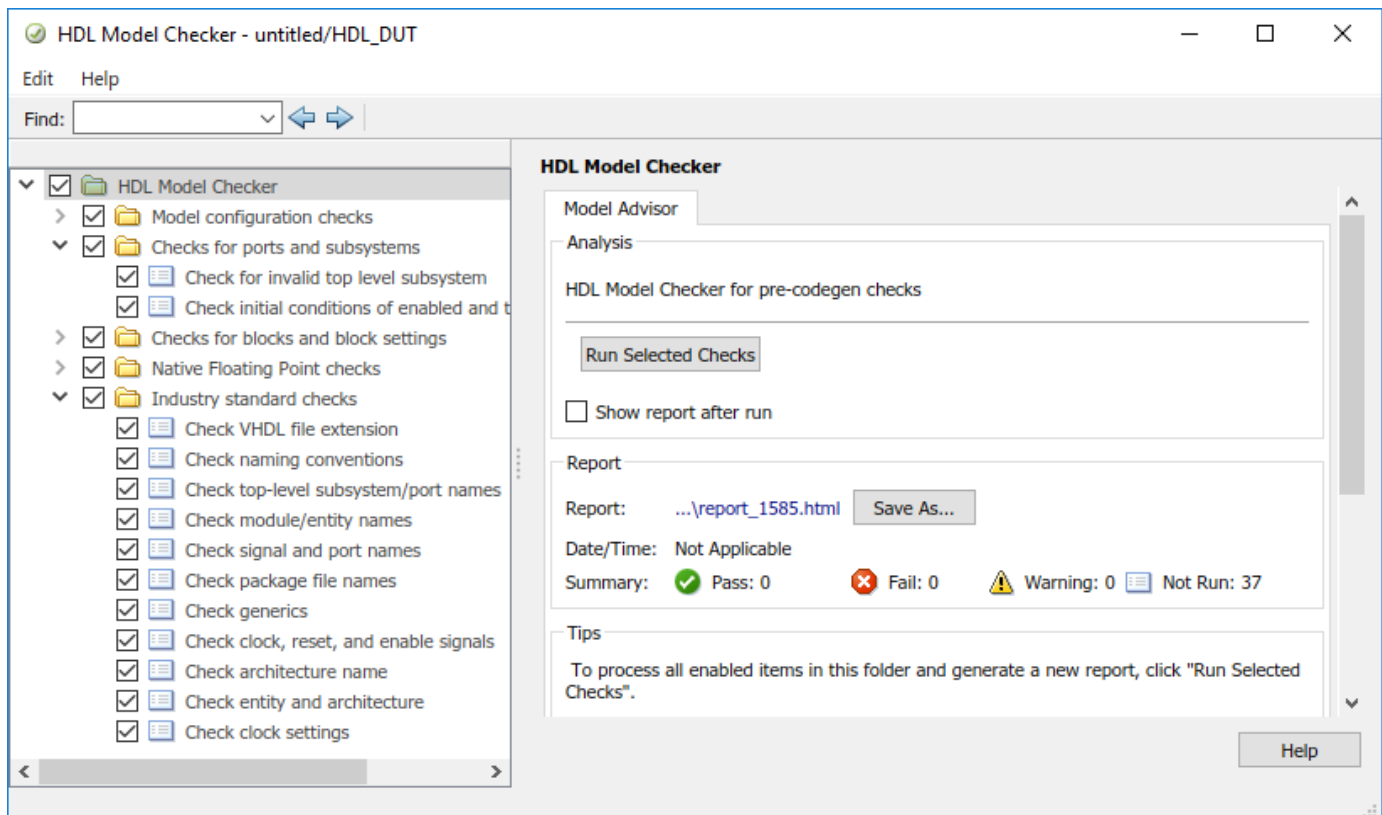 HDL Model Checker - untitled/HDL_DUT
Edit Help
Find:
HDL Model Checker
Model configuration checks
Checks for ports and subsystems
Check for invalid top level subsystem
Check initial conditions of enabled and t
Checks for blocks and block settings
Native Floating Point checks
Industry standard checks
Check VHDL file extension
Check naming conventions
Check top-level subsystem/port names
Check module/entity names
Check signal and port names
Check package file names
Check generics
Check clock, reset, and enable signals
Check architecture name
Check entity and architecture
Check clock settings
HDL Model Checker
Model Advisor
Analysis
HDL Model Checker for pre-codegen checks
Run Selected Checks
Show report after run
Report
Report: ...\report_1585.html Save As...
Date/Time: Not Applicable
Summary: Pass: 0 Fail: 0 Warning: 0 Not Run: 37
Tips
To process all enabled items in this folder and generate a new report, click "Run Selected
Checks".
Help